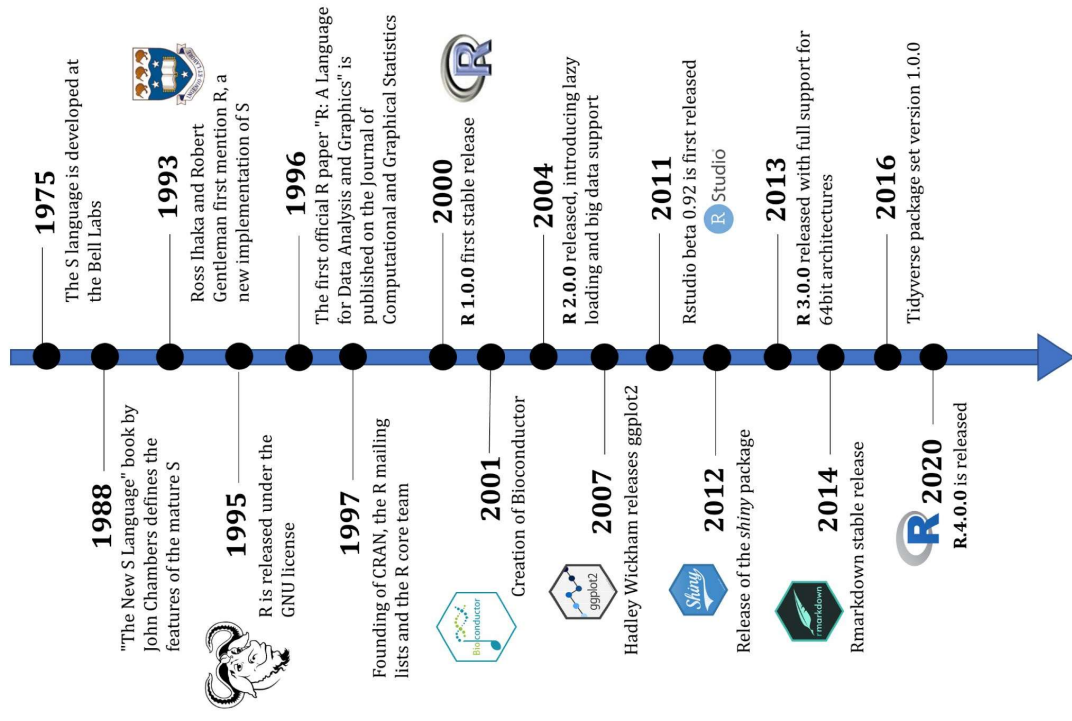 1975
The S language is developed at
the Bell Labs
1988
"The New S Language" book by
John Chambers defines the
features of the mature S
1993
Ross Ihaka and Robert
Gentleman first mention R, a
new implementation of S
1995
R is released under the
GNU license
1996
The first official R paper "R: A Language
for Data Analysis and Graphics" is
published on the Journal of
Computational and Graphical Statistics
1997
Founding of CRAN, the R mailing
lists and the R core team
2000
R 1.0.0 first stable release
R
2001
Creation of Bioconductor
Bioconductor
2004
R 2.0.0 released, introducing lazy
loading and big data support
2007
Hadley Wickham releases ggplot2
ggplot2
2011
Rstudio beta 0.92 is first released
R Studio
2012
Release of the shiny package
Shiny
2013
R 3.0.0 released with full support for
64bit architectures
2014
Rmarkdown stable release
rmarkdown
2016
Tidyverse package set version 1.0.0
R
2020
R.4.0.0 is released